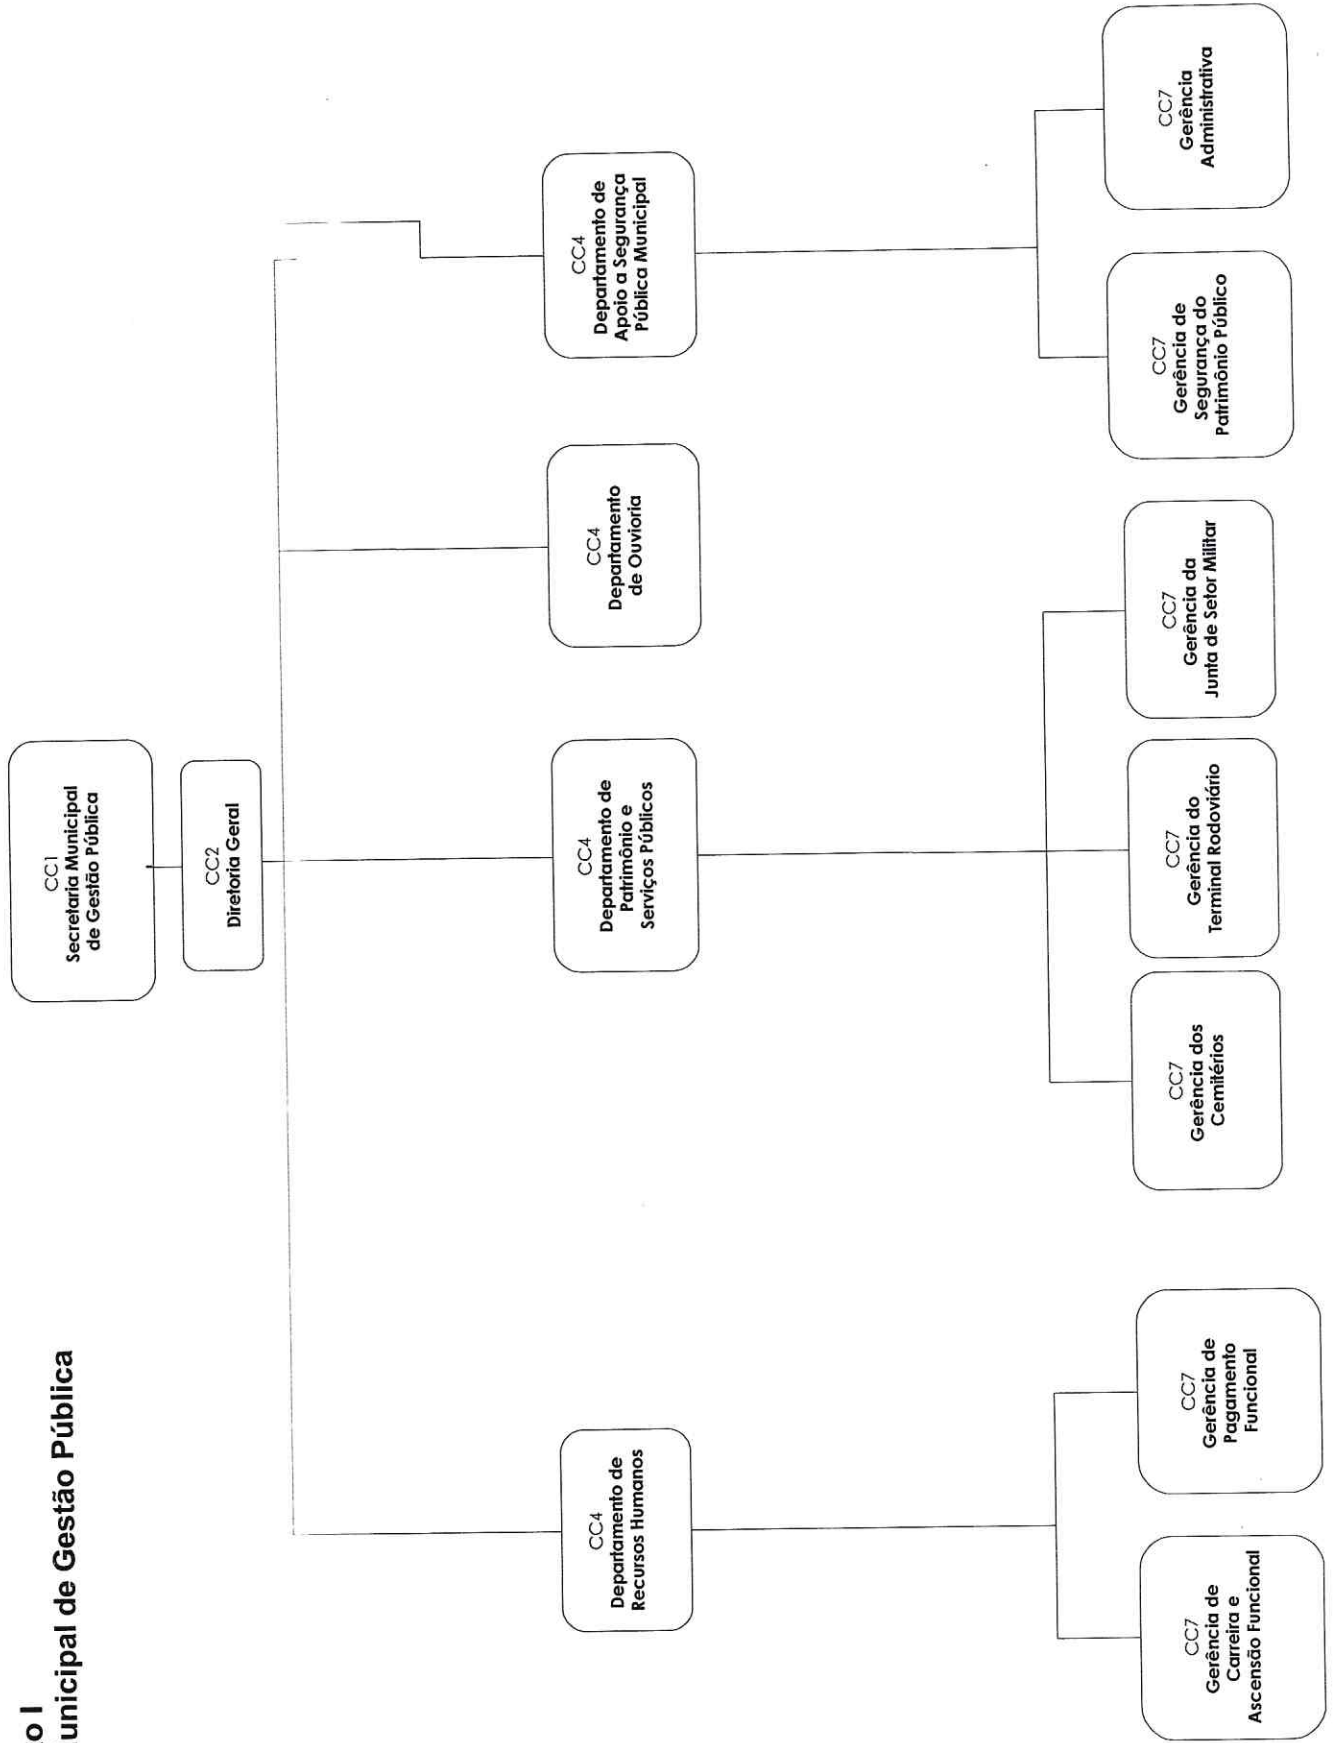 o I
unicipal de Gestão Pública
CC1
Secretaria Municipal
de Gestão Pública
CC2
Diretoria Geral
CC4
Departamento de
Recursos Humanos
CC4
Departamento de
Patrimônio e
Serviços Públicos
CC4
Departamento
de Ouvioria
CC4
Departamento de
Apoio a Segurança
Pública Municipal
CC7
Gerência de
Carreira e
Ascensão Funcional
CC7
Gerência de
Pagamento
Funcional
CC7
Gerência dos
Cemitérios
CC7
Gerência do
Terminal Rodoviário
CC7
Gerência da
Junta de Setor Militar
CC7
Gerência de
Segurança do
Patrimônio Público
CC7
Gerência
Administrativa